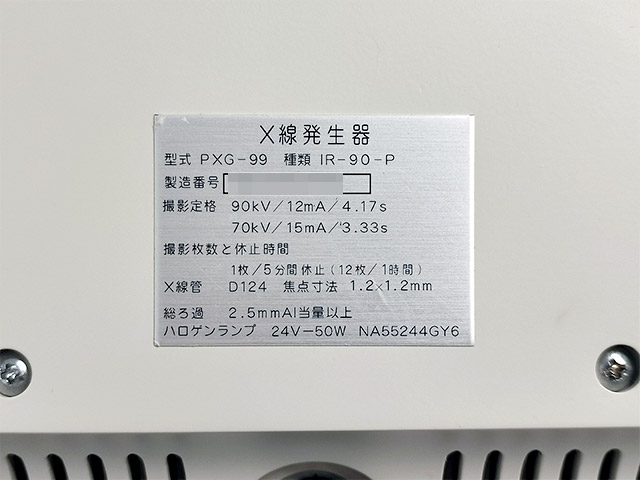 X線発生器
型式 PXG-99 種類 IR-90-P
製造番号
撮影定格 90kV/12mA/4.17s
70kV/15mA/3.33s
撮影枚数と休止時間
1枚/5分間休止(12枚/1時間)
X線管 D124 焦点寸法 1.2×1.2mm
総ろ過 2.5mmAl当量以上
ハロゲンランプ 24V-50W NA55244GY6